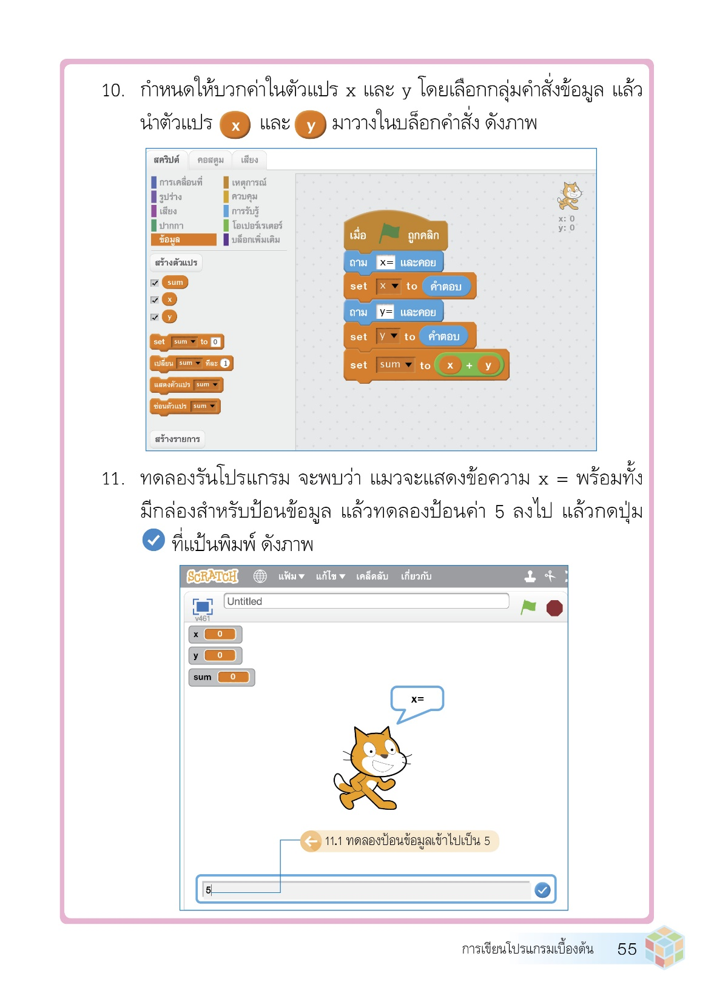 10. กำหนดให้บวกค่าในตัวแปร x และ y โดยเลือกกลุ่มคำสั่งข้อมูล แล้ว
นำตัวแปร x และ y มาวางในบล็อกคำสั่ง ดังภาพ
สคริปต์ คอสตูม เสียง
การเคลื่อนที่ เหตุการณ์
รูปร่าง ควบคุม
เสียง การรับรู้
ปากกา โอเปอร์เรเตอร์
ข้อมูล บล็อกเพิ่มเติม
สร้างตัวแปร
sum
x
y
set sum to 0
เปลี่ยน sum ทีละ 1
แสดงตัวแปร sum
ซ่อนตัวแปร sum
สร้างรายการ
เมื่อ ถูกคลิก
ถาม x= และคอย
set x to คำตอบ
ถาม y= และคอย
set y to คำตอบ
set sum to x + y
x: 0
y: 0
11. ทดลองรันโปรแกรม จะพบว่า แมวจะแสดงข้อความ x = พร้อมทั้ง
มีกล่องสำหรับป้อนข้อมูล แล้วทดลองป้อนค่า 5 ลงไป แล้วกดปุ่ม
ที่แป้นพิมพ์ ดังภาพ
SCRATCH แฟ้ม แก้ไข เคล็ดลับ เกี่ยวกับ
Untitled
v461
x 0
y 0
sum 0
x=
11.1 ทดลองป้อนข้อมูลเข้าไปเป็น 5
5
การเขียนโปรแกรมเบื้องต้น 55